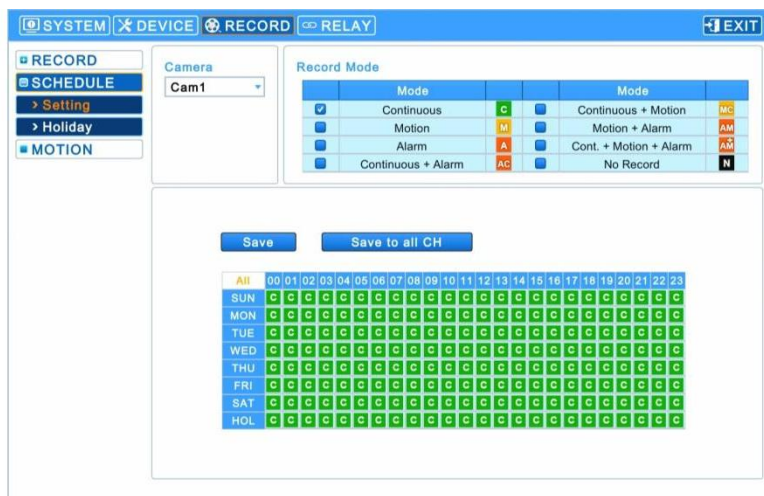 SYSTEM DEVICE RECORD RELAY EXIT
RECORD
SCHEDULE
> Setting
> Holiday
MOTION
Camera
Cam1
Record Mode
Mode Mode
Continuous C Continuous + Motion MC
Motion M Motion + Alarm AM
Alarm A Cont. + Motion + Alarm AM
Continuous + Alarm AC No Record N
Save Save to all CH
All 00 01 02 03 04 05 06 07 08 09 10 11 12 13 14 15 16 17 18 19 20 21 22 23
SUN C C C C C C C C C C C C C C C C C C C C C C C C
MON C C C C C C C C C C C C C C C C C C C C C C C C
TUE C C C C C C C C C C C C C C C C C C C C C C C C
WED C C C C C C C C C C C C C C C C C C C C C C C C
THU C C C C C C C C C C C C C C C C C C C C C C C C
FRI C C C C C C C C C C C C C C C C C C C C C C C C
SAT C C C C C C C C C C C C C C C C C C C C C C C C
HOL C C C C C C C C C C C C C C C C C C C C C C C C